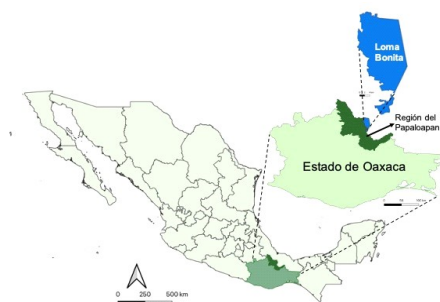 Loma
Bonita
Región del
Papaloapan
Estado de Oaxaca
0 250 500 km